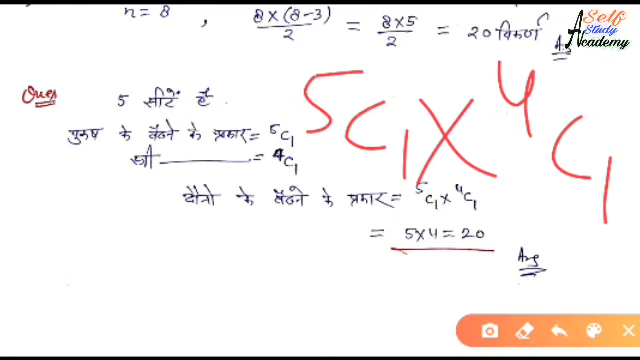 n = 8 , 8 × (8-3) / 2 = 8 × 5 / 2 = 20 विकर्ण Ans
Self Study Academy
Ques 5 सीटें हैं.
पुरुष के बैठने के प्रकार = ⁵C₁
स्त्री ——— = ⁴C₁
⁵C₁ × ⁴C₁
दोनो के बैठने के प्रकार = ⁵C₁ × ⁴C₁
= 5 × 4 = 20
Ans